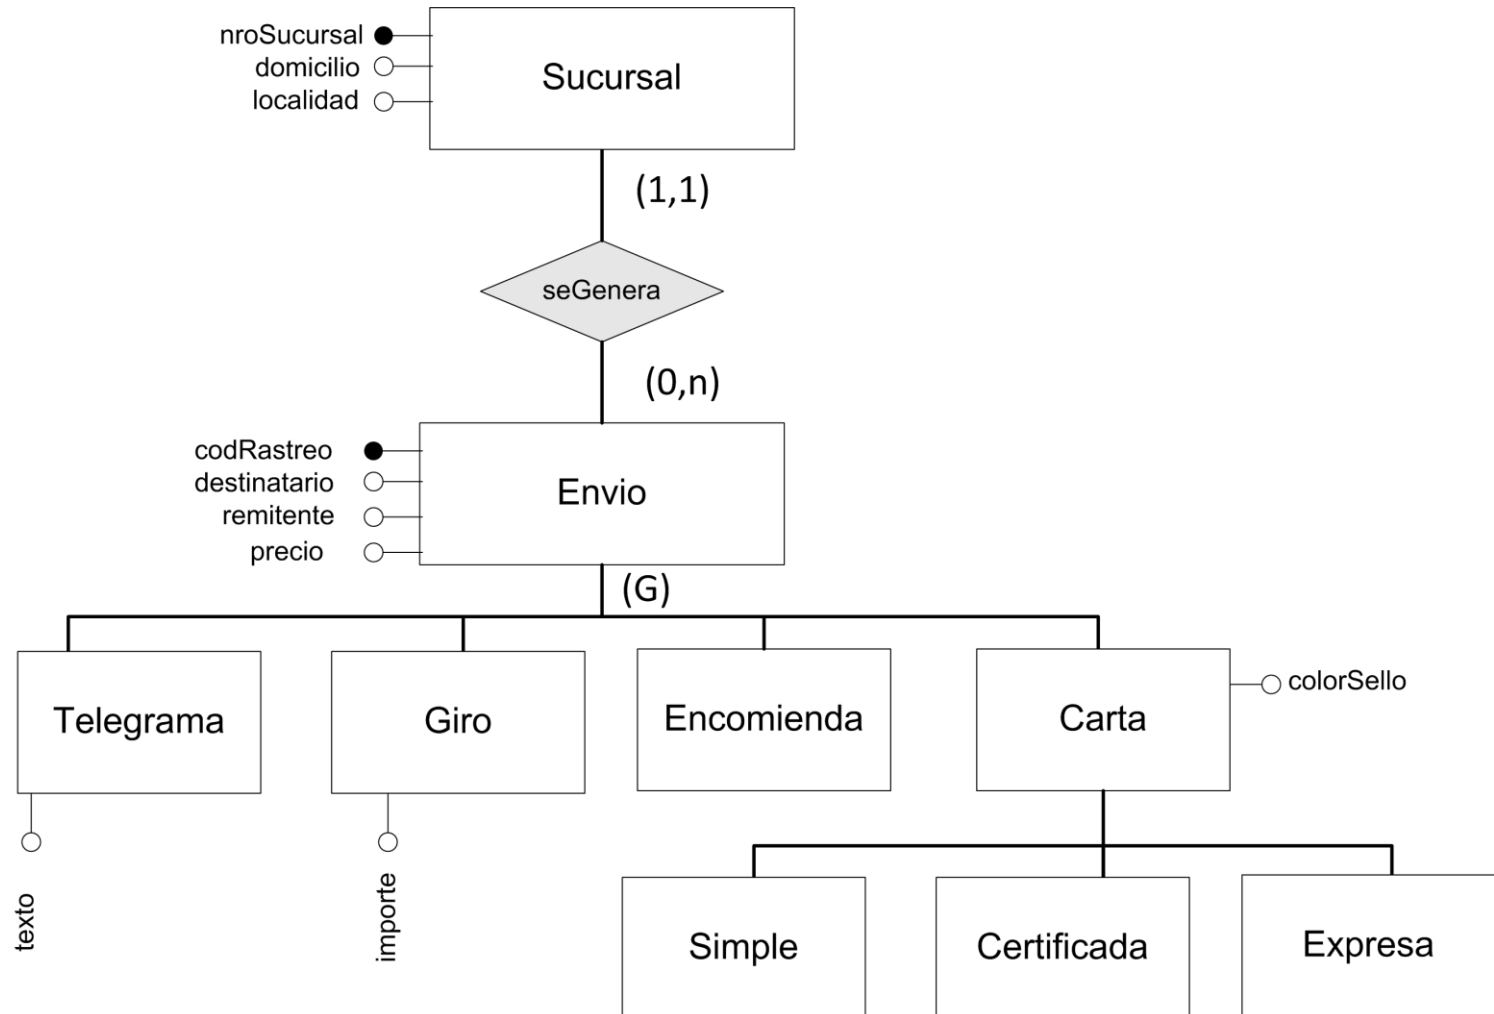 nroSucursal
domicilio
localidad
Sucursal
(1,1)
seGenera
(0,n)
codRastreo
destinatario
remitente
precio
Envio
(G)
Telegrama
Giro
Encomienda
Carta
colorSello
texto
importe
Simple
Certificada
Expresa